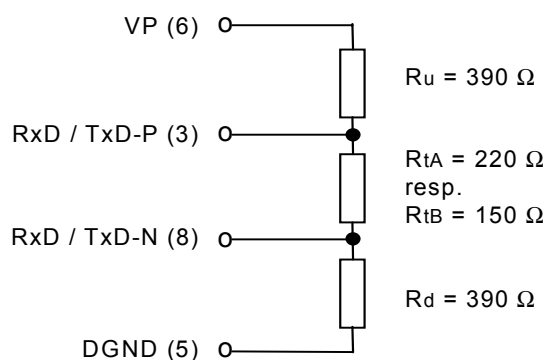 VP (6)
Ru = 390 Ω
RxD / TxD-P (3)
RtA = 220 Ω
resp.
RtB = 150 Ω
RxD / TxD-N (8)
Rd = 390 Ω
DGND (5)